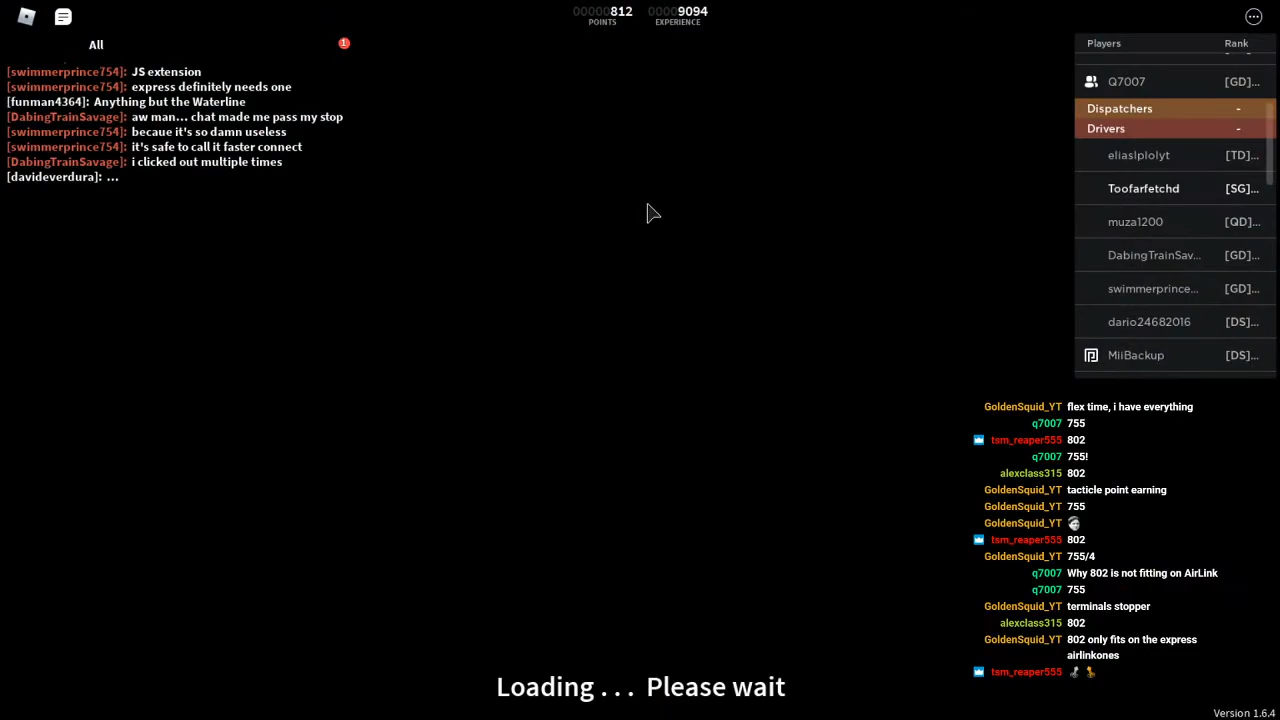 00000812
POINTS
00009094
EXPERIENCE
All
1
[swimmerprince754]: JS extension
[swimmerprince754]: express definitely needs one
[funman4364]: Anything but the Waterline
[DabingTrainSavage]: aw man... chat made me pass my stop
[swimmerprince754]: becaue it's so damn useless
[swimmerprince754]: it's safe to call it faster connect
[DabingTrainSavage]: i clicked out multiple times
[davideverdura]: ...
Players Rank
Q7007 [GD]...
Dispatchers -
Drivers -
eliaslplolyt [TD]...
Toofarfetchd [SG]...
muza1200 [QD]...
DabingTrainSav... [GD]...
swimmerprince... [GD]...
dario24682016 [DS]...
MiiBackup [DS]...
GoldenSquid_YT flex time, i have everything
q7007 755
tsm_reaper555 802
q7007 755!
alexclass315 802
GoldenSquid_YT tacticle point earning
GoldenSquid_YT 755
GoldenSquid_YT
tsm_reaper555 802
GoldenSquid_YT 755/4
q7007 Why 802 is not fitting on AirLink
q7007 755
GoldenSquid_YT terminals stopper
alexclass315 802
GoldenSquid_YT 802 only fits on the express
airlinkones
tsm_reaper555
Loading . . . Please wait
Version 1.6.4